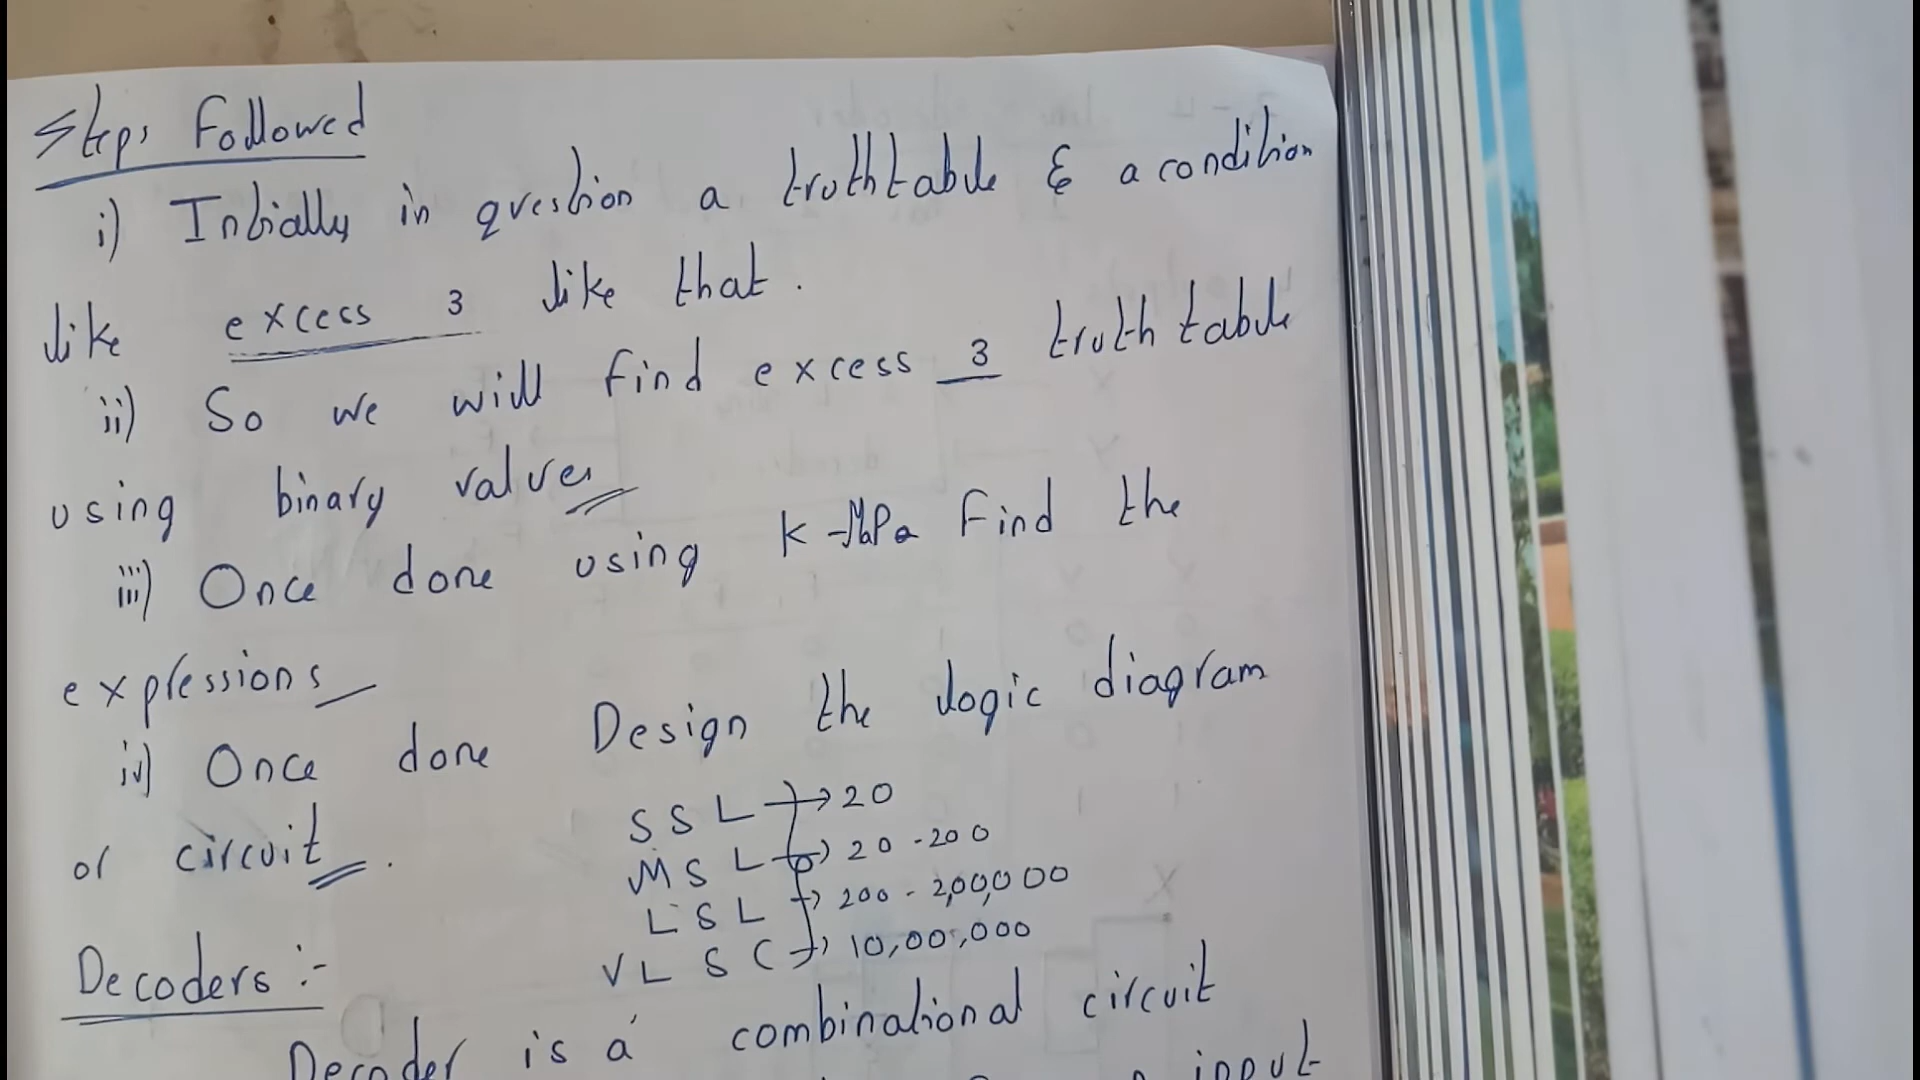 Steps Followed
i) Initially in question a truthtable & a condition
like excess 3 like that.
ii) So we will find excess 3 truth table
using binary values
iii) Once done using K-Mapa Find the
expressions
iv) Once done Design the logic diagram
or circuit.
SSL → 20
MSL → 20-200
LSL → 200-2,00,000
VLSC → 10,00,000
Decoders :-
Decoder is a combinational circuit
input